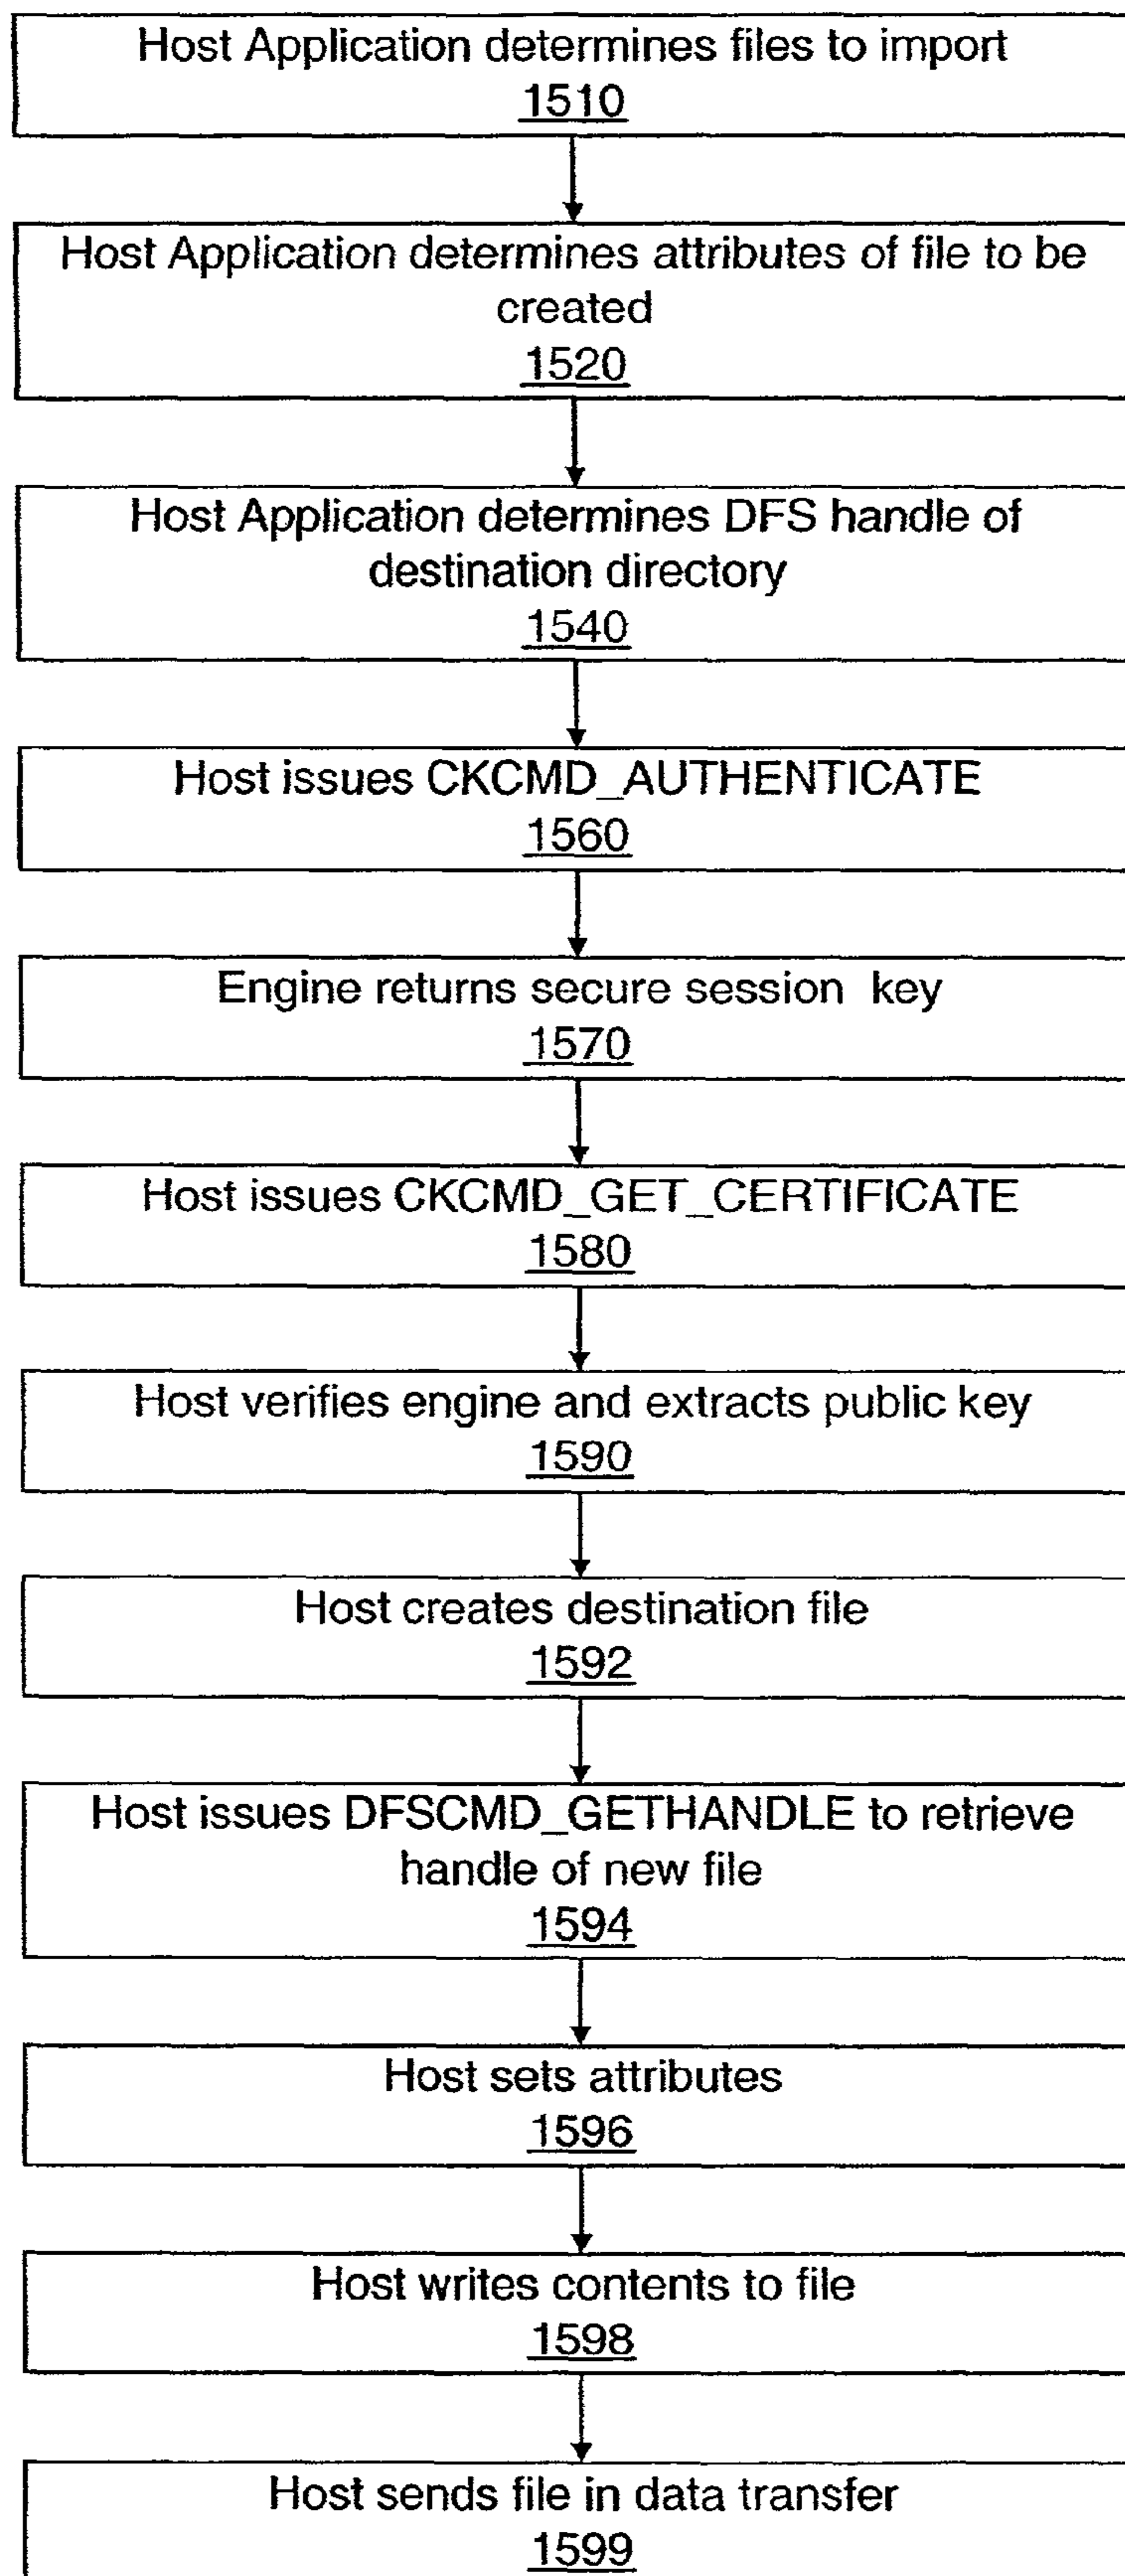 Host Application determines files to import
1510
Host Application determines attributes of file to be
created
1520
Host Application determines DFS handle of
destination directory
1540
Host issues CKCMD_AUTHENTICATE
1560
Engine returns secure session key
1570
Host issues CKCMD_GET_CERTIFICATE
1580
Host verifies engine and extracts public key
1590
Host creates destination file
1592
Host issues DFSCMD_GETHANDLE to retrieve
handle of new file
1594
Host sets attributes
1596
Host writes contents to file
1598
Host sends file in data transfer
1599